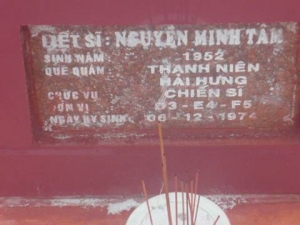 LIỆT SĨ: NGUYỄN MINH TÂM
SINH NĂM 1952
QUÊ QUÁN THANH NIÊN
HẢI HƯNG
CHỨC VỤ CHIẾN SĨ
ĐƠN VỊ D3-E4-F5
NGÀY HY SINH 06-12-1974